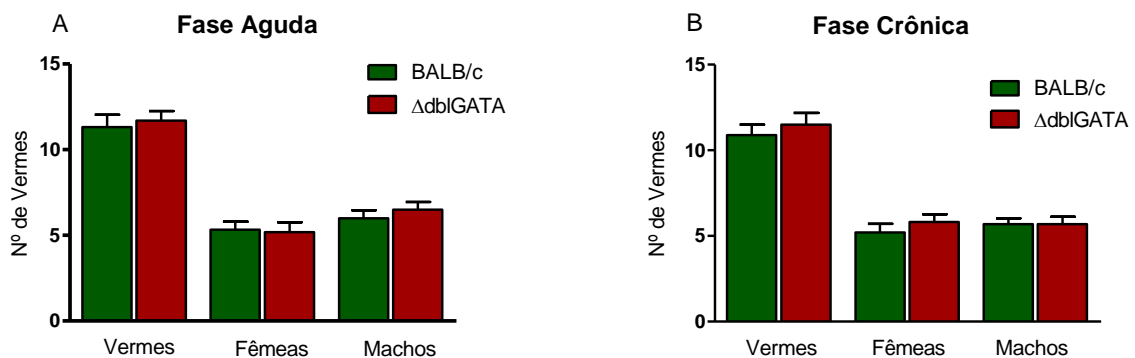 A
Fase Aguda
15
10
5
0
Nº de Vermes
BALB/c
ΔdblGATA
Vermes
Fêmeas
Machos
B
Fase Crônica
15
10
5
0
Nº de Vermes
BALB/c
ΔdblGATA
Vermes
Fêmeas
Machos